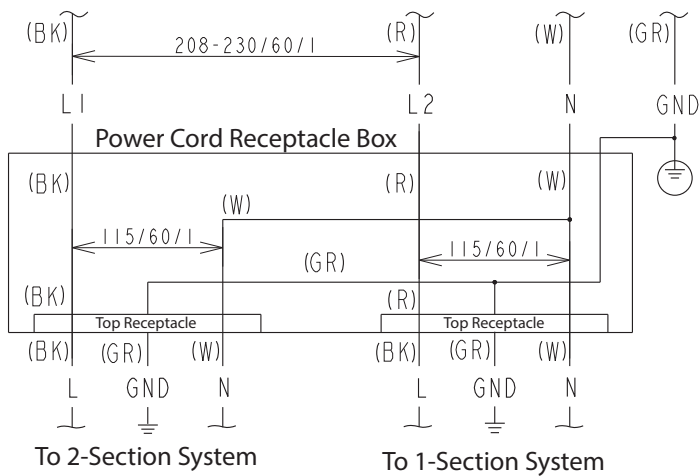 (BK) (R) (W) (GR)
208-230/60/1
L1 L2 N GND
Power Cord Receptacle Box
(BK) (R) (W)
(W)
115/60/1 115/60/1
(GR)
(BK) (R)
Top Receptacle Top Receptacle
(BK) (GR) (W) (BK) (GR) (W)
L GND N L GND N
To 2-Section System To 1-Section System